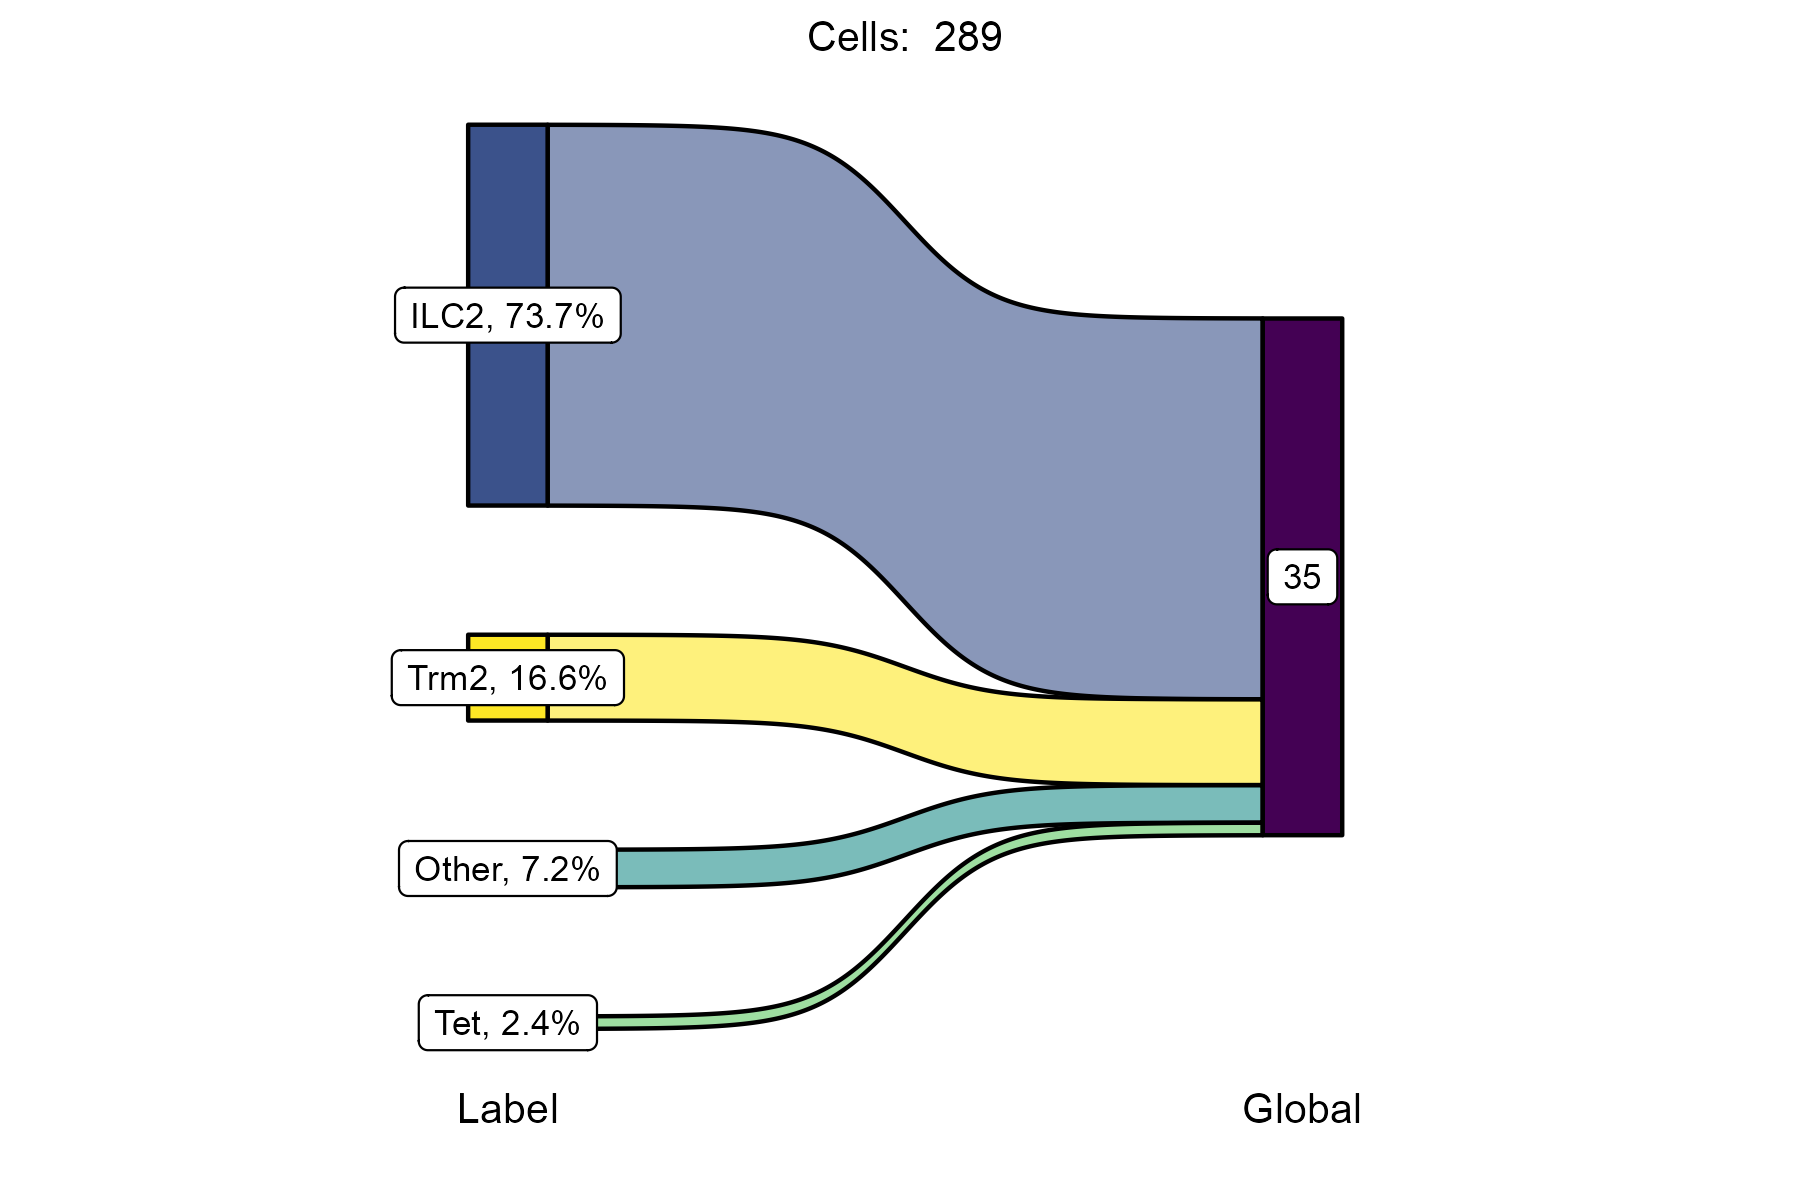 Cells:  289
ILC2, 73.7%
35
Trm2, 16.6%
Other, 7.2%
Tet, 2.4%
Label
Global